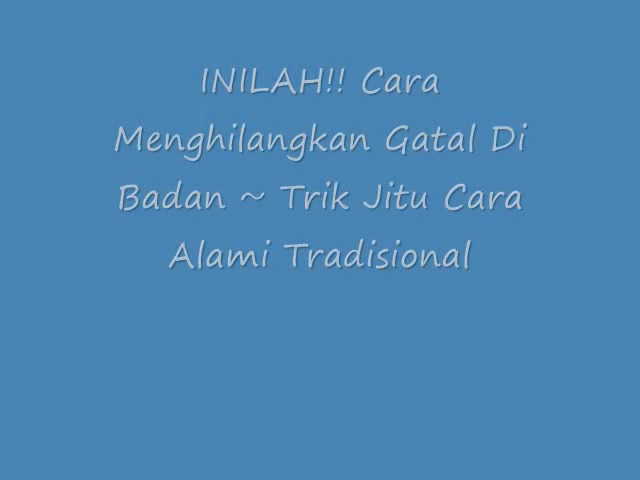 INILAH!! Cara
Menghilangkan Gatal Di
Badan ~ Trik Jitu Cara
Alami Tradisional